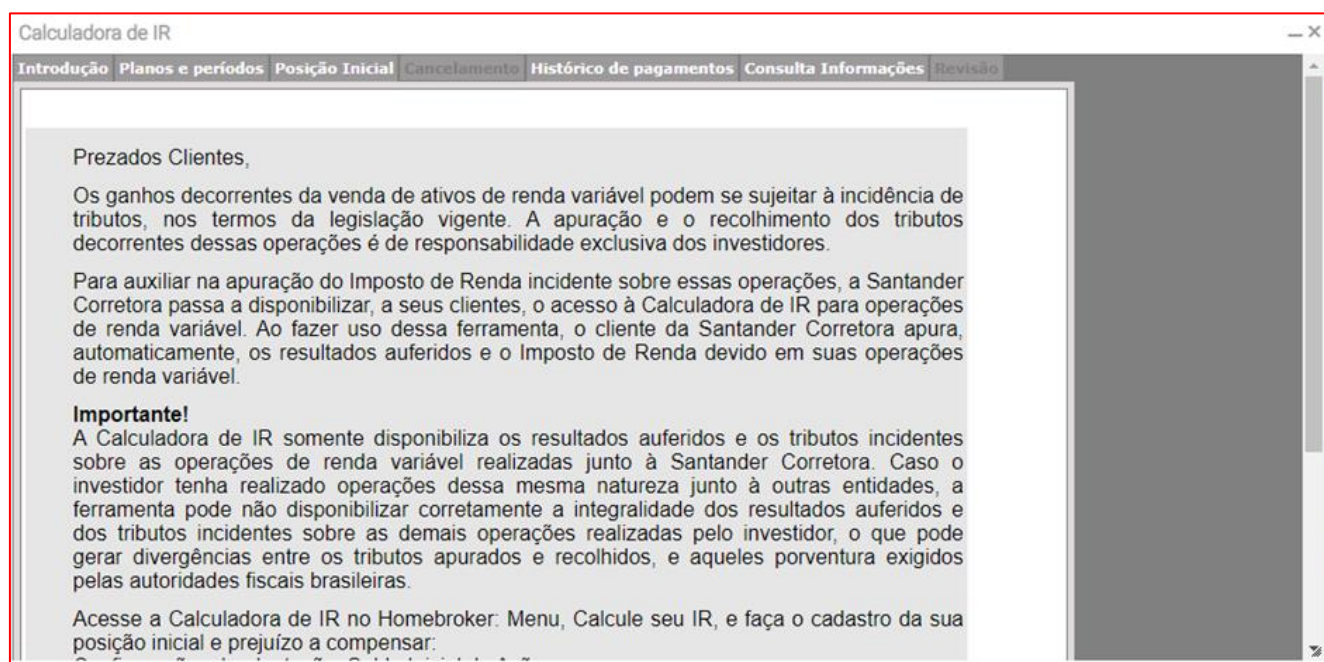 Calculadora de IR
Introdução Planos e períodos Posição Inicial Cancelamento Histórico de pagamentos Consulta Informações Revisão
Prezados Clientes,
Os ganhos decorrentes da venda de ativos de renda variável podem se sujeitar à incidência de
tributos, nos termos da legislação vigente. A apuração e o recolhimento dos tributos
decorrentes dessas operações é de responsabilidade exclusiva dos investidores.
Para auxiliar na apuração do Imposto de Renda incidente sobre essas operações, a Santander
Corretora passa a disponibilizar, a seus clientes, o acesso à Calculadora de IR para operações
de renda variável. Ao fazer uso dessa ferramenta, o cliente da Santander Corretora apura,
automaticamente, os resultados auferidos e o Imposto de Renda devido em suas operações
de renda variável.
Importante!
A Calculadora de IR somente disponibiliza os resultados auferidos e os tributos incidentes
sobre as operações de renda variável realizadas junto à Santander Corretora. Caso o
investidor tenha realizado operações dessa mesma natureza junto à outras entidades, a
ferramenta pode não disponibilizar corretamente a integralidade dos resultados auferidos e
dos tributos incidentes sobre as demais operações realizadas pelo investidor, o que pode
gerar divergências entre os tributos apurados e recolhidos, e aqueles porventura exigidos
pelas autoridades fiscais brasileiras.
Acesse a Calculadora de IR no Homebroker: Menu, Calcule seu IR, e faça o cadastro da sua
posição inicial e prejuízo a compensar: